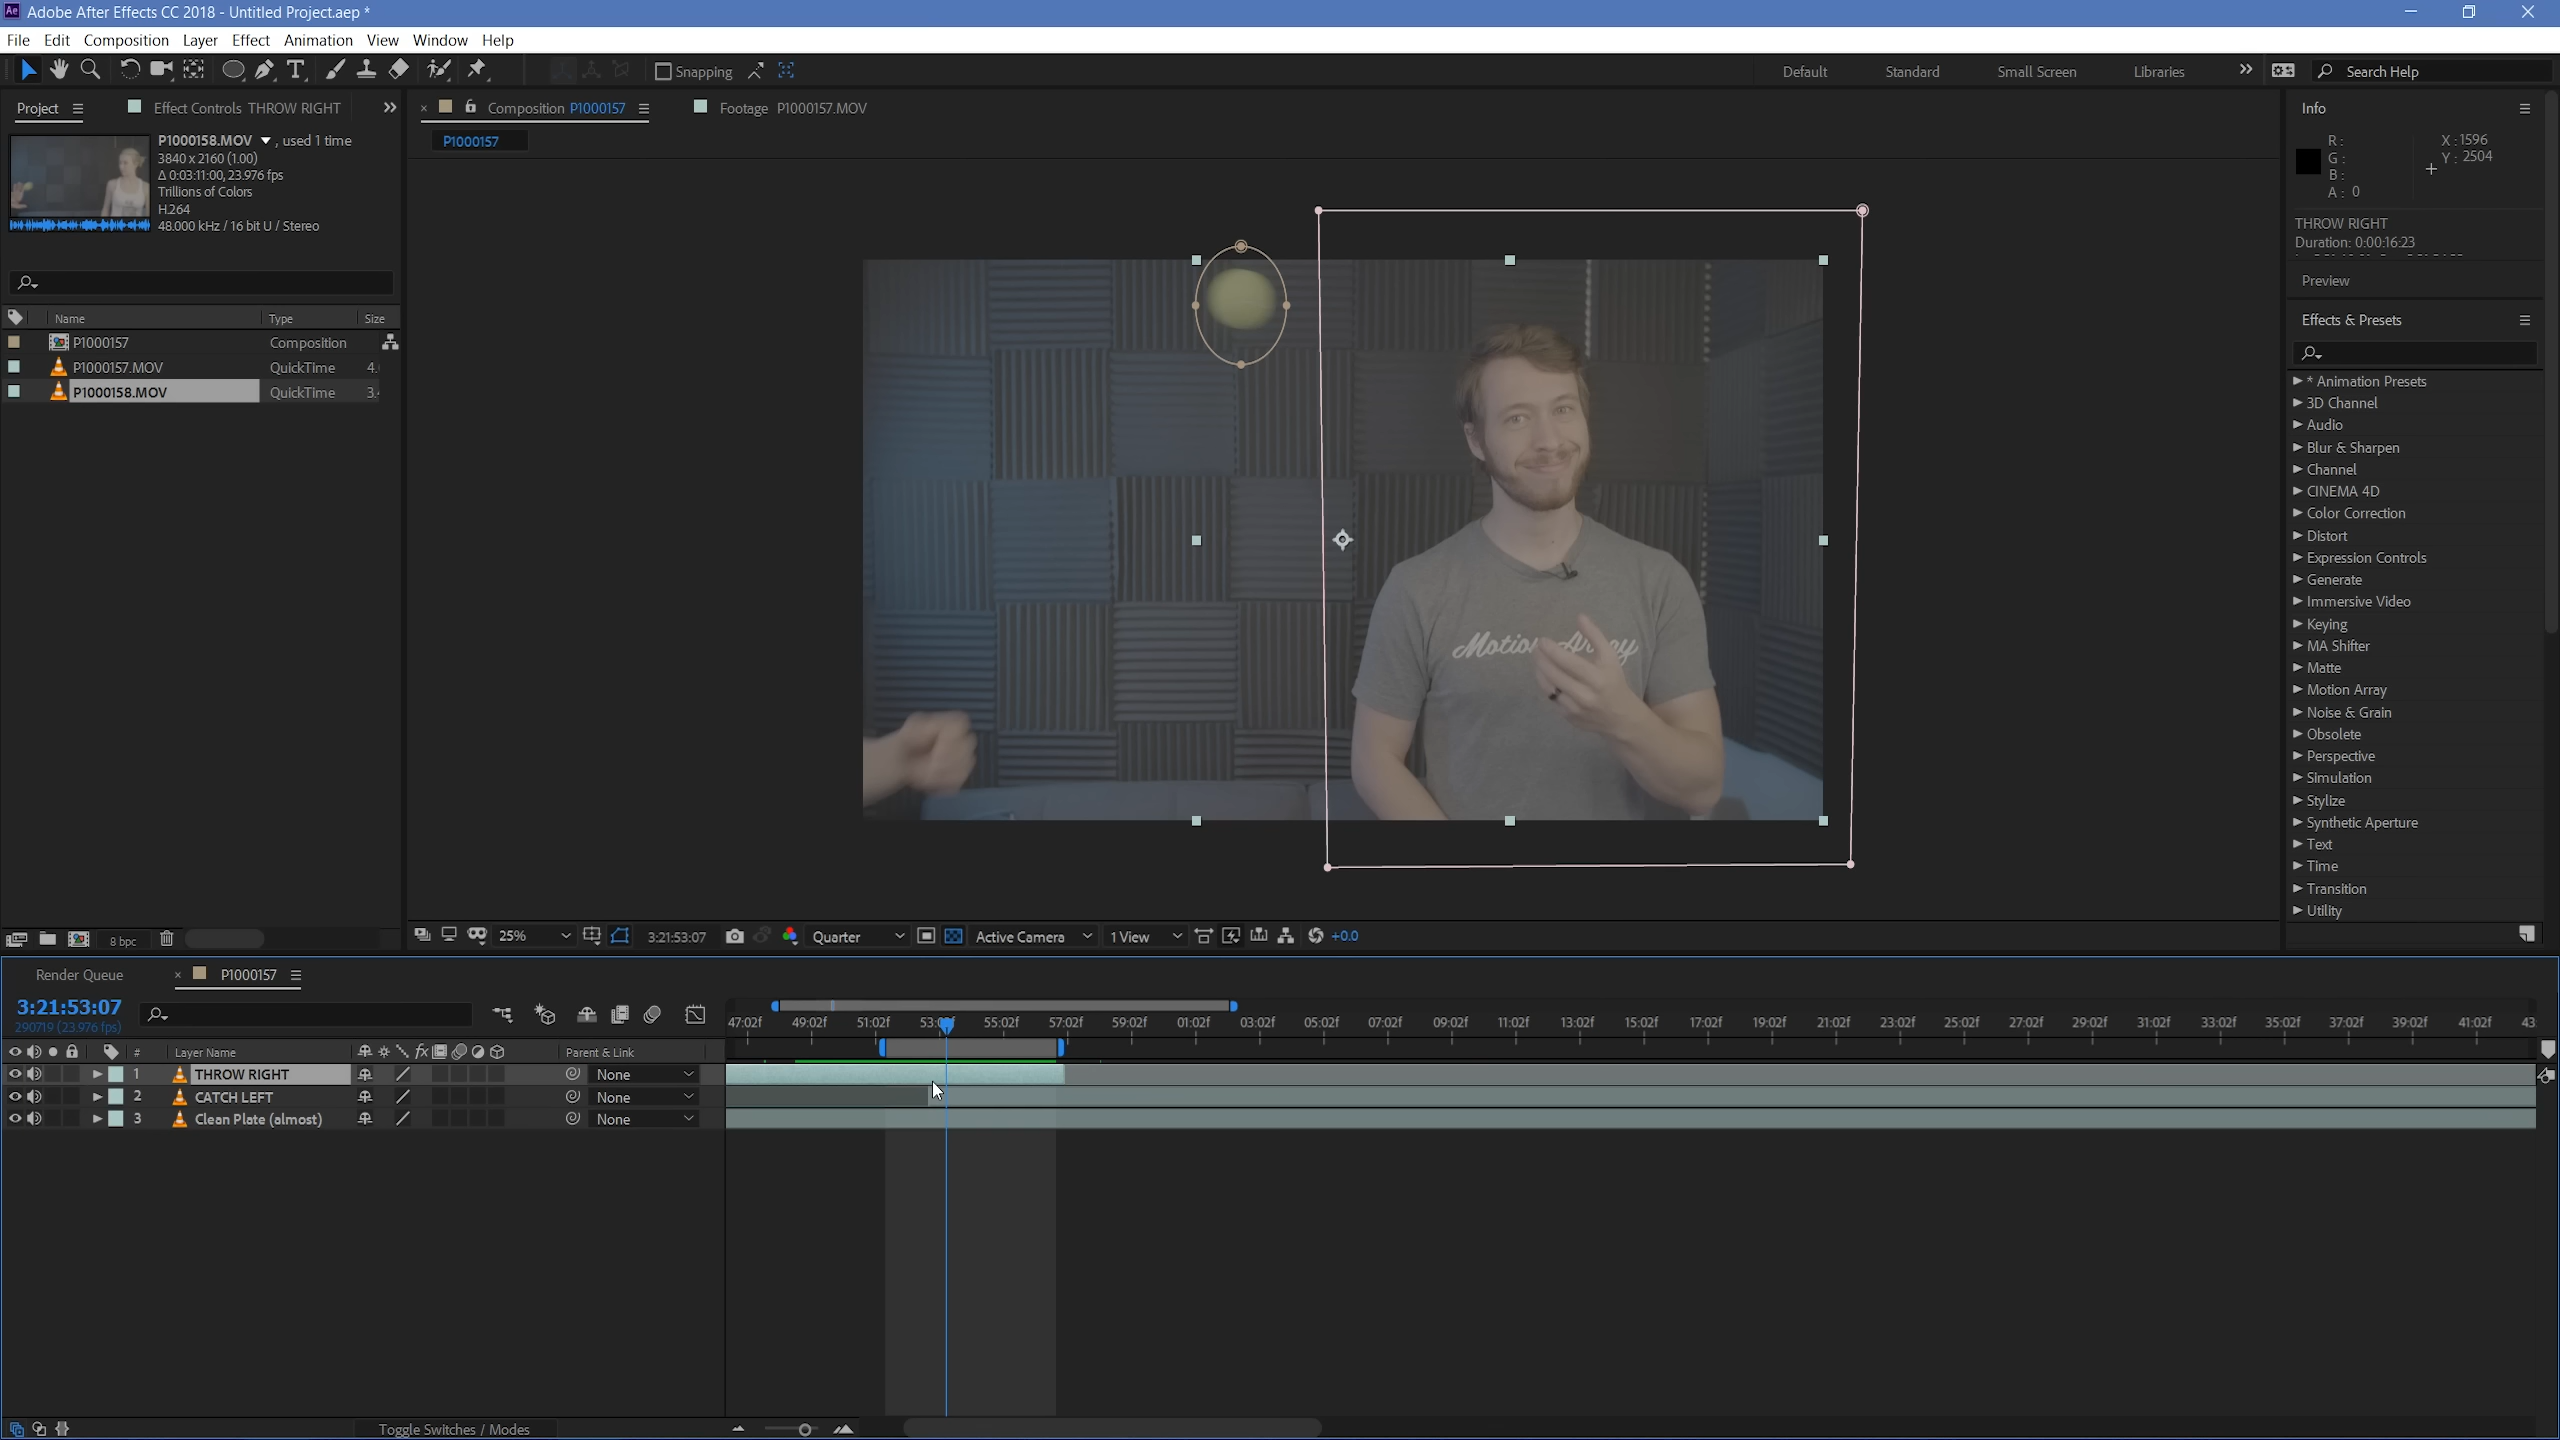 Adobe After Effects CC 2018 - Untitled Project.aep *
File Edit Composition Layer Effect Animation View Window Help
Snapping Default Standard Small Screen Libraries Search Help
Project Effect Controls THROW RIGHT Composition P1000157 Footage P1000157.MOV Info
P1000157
P1000158.MOV , used 1 time
3840 x 2160 (1.00)
Δ 0:03:11:00, 23.976 fps
Trillions of Colors
H.264
48.000 kHz / 16 bit U / Stereo
R: X : 1596
G: Y : 2504
B:
A : 0
THROW RIGHT
Duration: 0:00:16:23
Preview
Name Type Size
P1000157 Composition
P1000157.MOV QuickTime 4.
P1000158.MOV QuickTime 3.
Motion Array
Effects & Presets
* Animation Presets
3D Channel
Audio
Blur & Sharpen
Channel
CINEMA 4D
Color Correction
Distort
Expression Controls
Generate
Immersive Video
Keying
MA Shifter
Matte
Motion Array
Noise & Grain
Obsolete
Perspective
Simulation
Stylize
Synthetic Aperture
Text
Time
Transition
Utility
8 bpc
25% 3:21:53:07 Quarter Active Camera 1 View +0.0
Render Queue P1000157
3:21:53:07
290719 (23.976 fps)
47:02f 49:02f 51:02f 53: 55:02f 57:02f 59:02f 01:02f 03:02f 05:02f 07:02f 09:02f 11:02f 13:02f 15:02f 17:02f 19:02f 21:02f 23:02f 25:02f 27:02f 29:02f 31:02f 33:02f 35:02f 37:02f 39:02f 41:02f 43:
# Layer Name fx Parent & Link
1 THROW RIGHT None
2 CATCH LEFT None
3 Clean Plate (almost) None
Toggle Switches / Modes